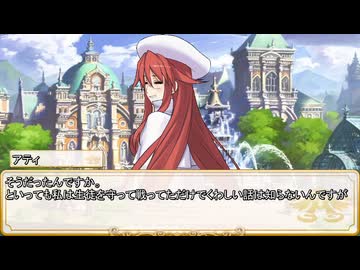 アティ
そうだったんですか。
といっても私は生徒を守って戦ってただけでくわしい話は知らないんですが